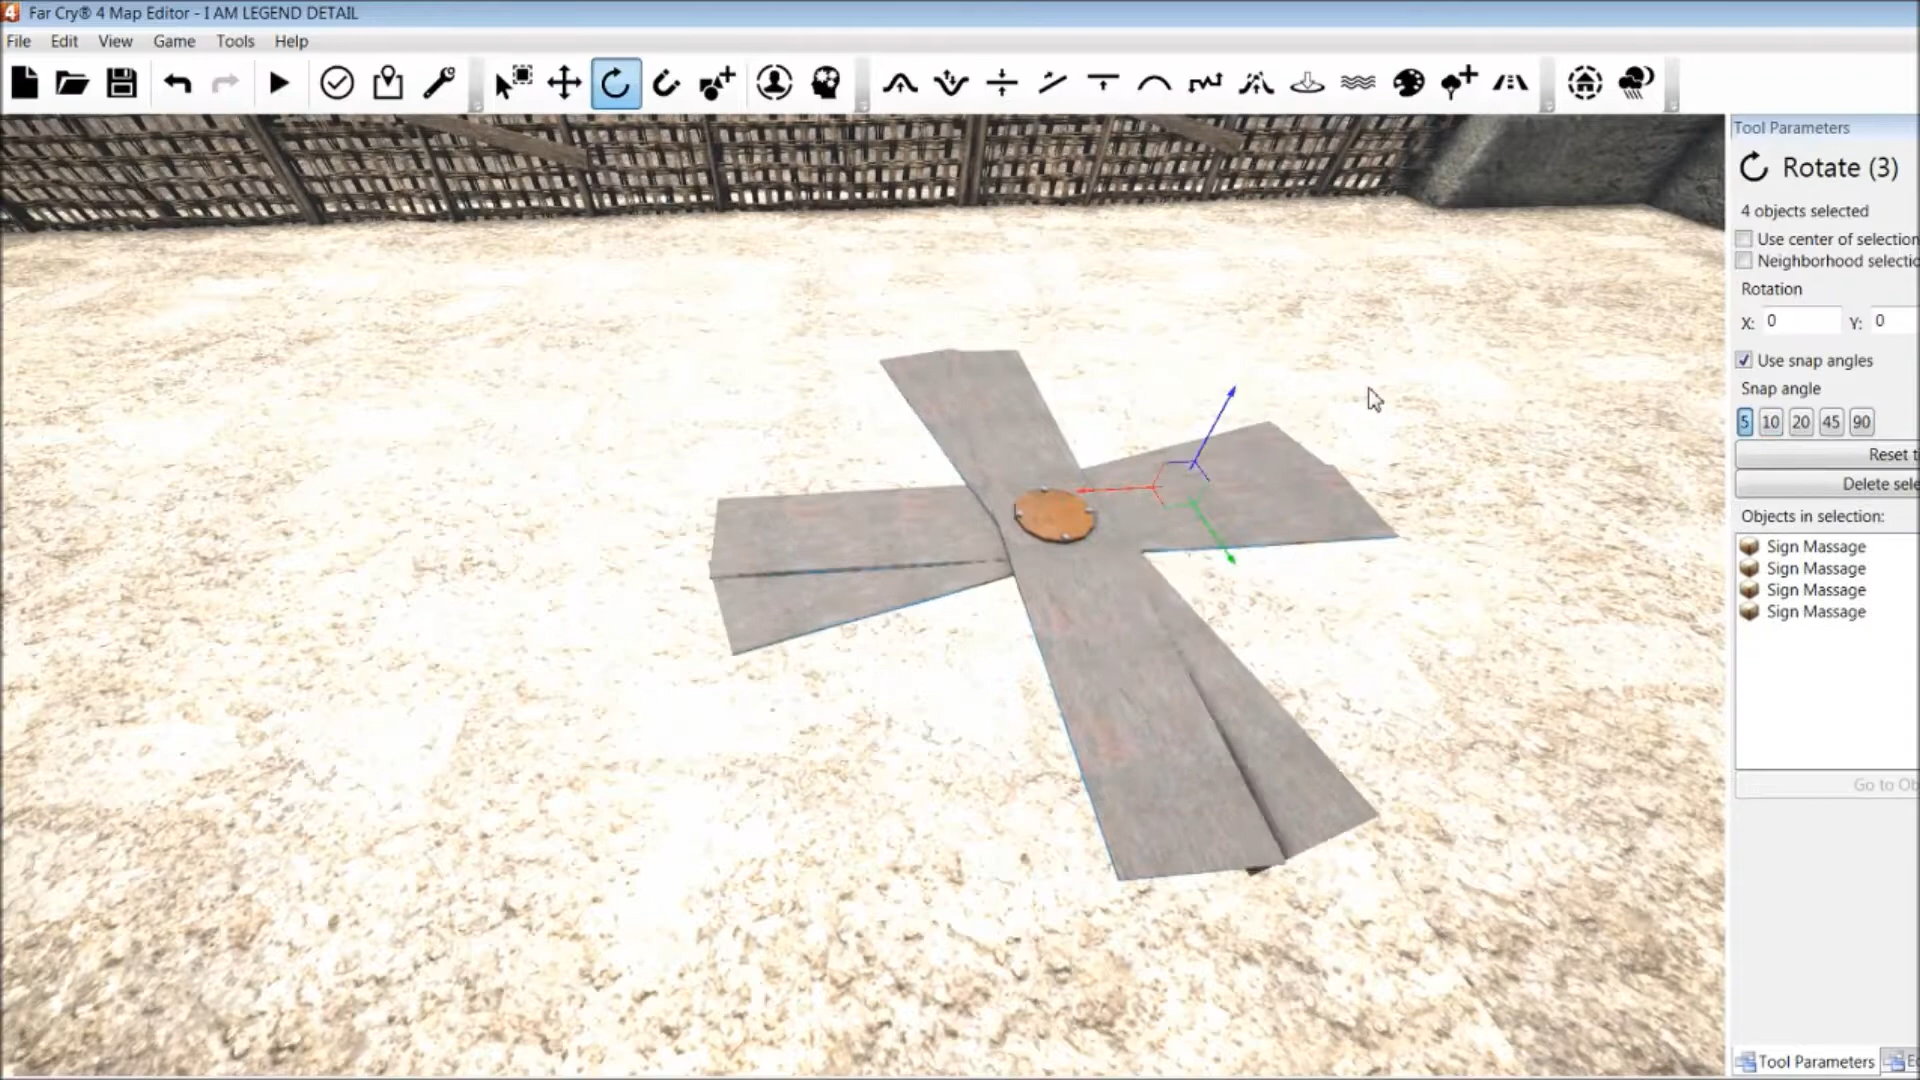 4 Far Cry® 4 Map Editor - I AM LEGEND DETAIL
File Edit View Game Tools Help
Tool Parameters
Rotate (3)
4 objects selected
Use center of selection
Neighborhood selectio
Rotation
X: 0 Y: 0
Use snap angles
Snap angle
5 10 20 45 90
Reset t
Delete sele
Objects in selection:
Sign Massage
Sign Massage
Sign Massage
Sign Massage
Go to Ob
Tool Parameters E